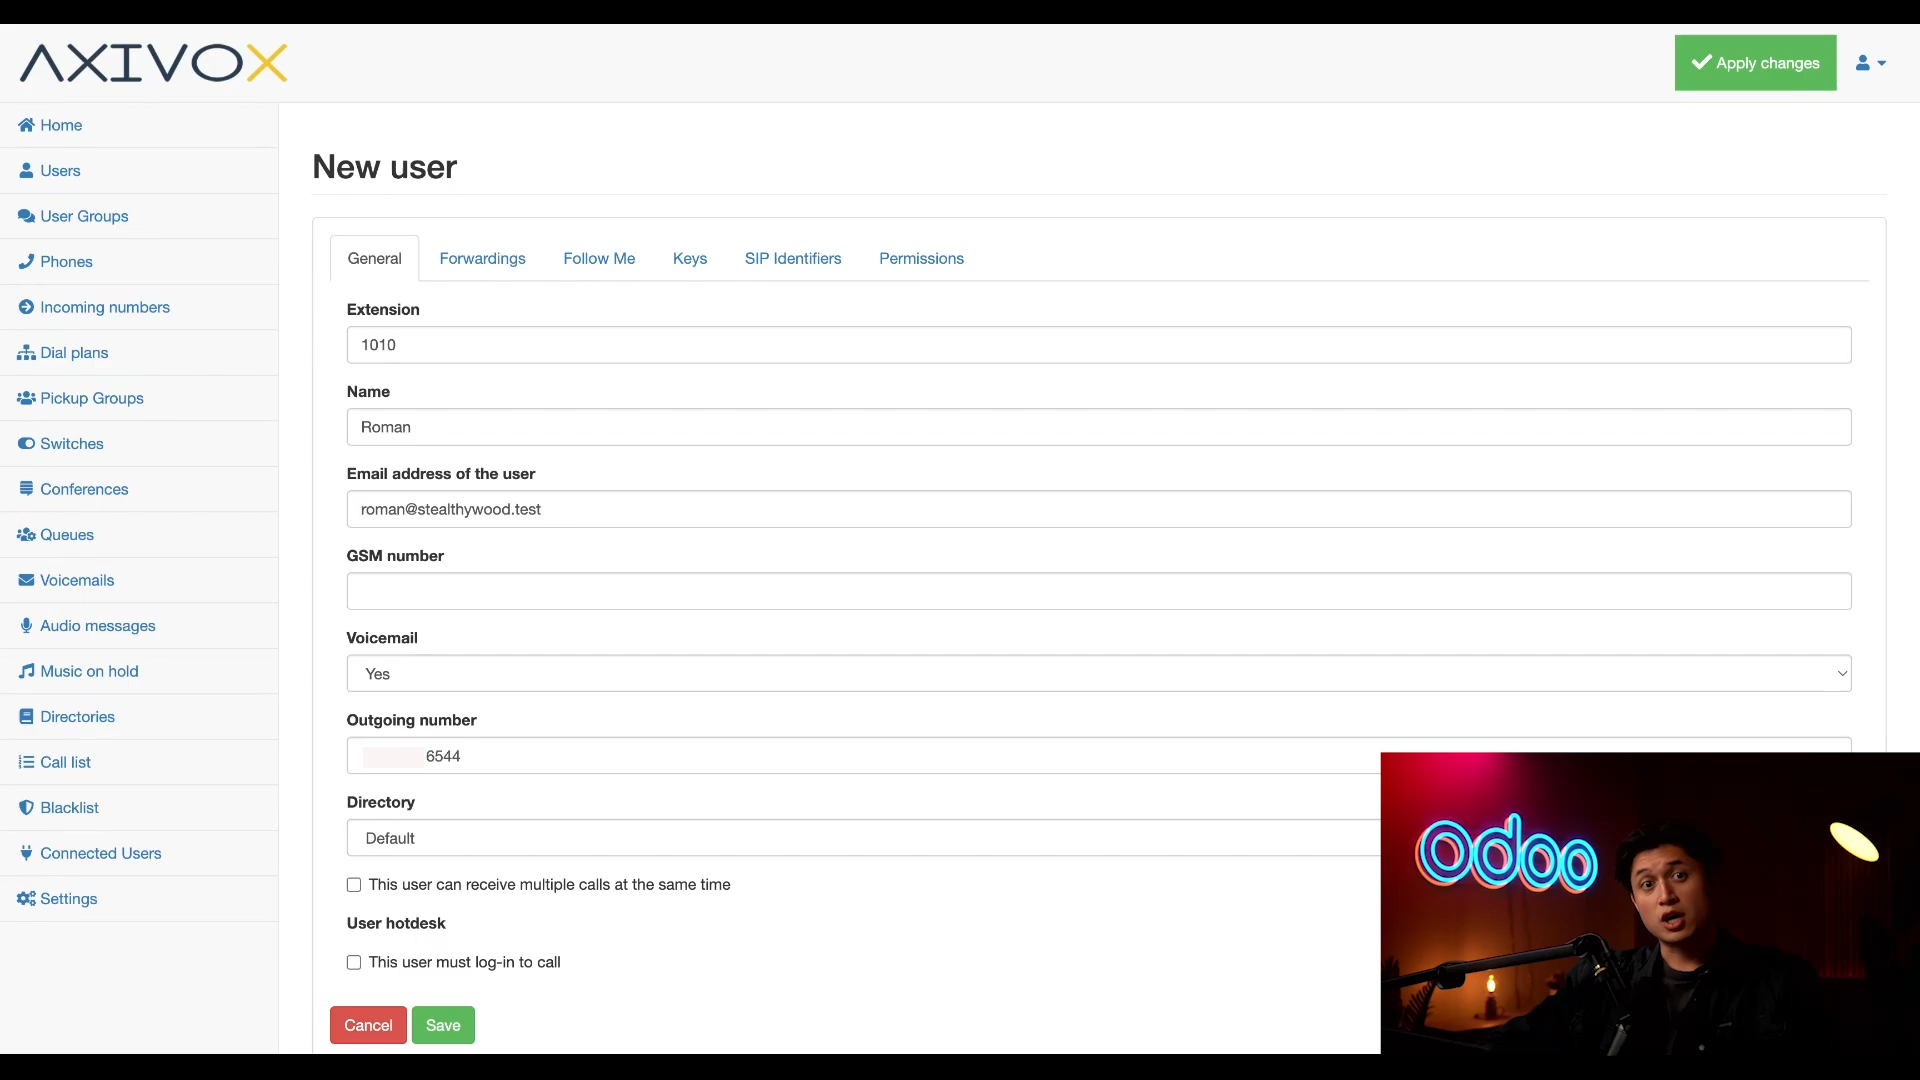 AXIVOX
Apply changes
Home
Users
User Groups
Phones
Incoming numbers
Dial plans
Pickup Groups
Switches
Conferences
Queues
Voicemails
Audio messages
Music on hold
Directories
Call list
Blacklist
Connected Users
Settings
New user
General Forwardings Follow Me Keys SIP Identifiers Permissions
Extension
1010
Name
Roman
Email address of the user
roman@stealthywood.test
GSM number
Voicemail
Yes
Outgoing number
6544
Directory
Default
This user can receive multiple calls at the same time
User hotdesk
This user must log-in to call
Cancel Save
odoo